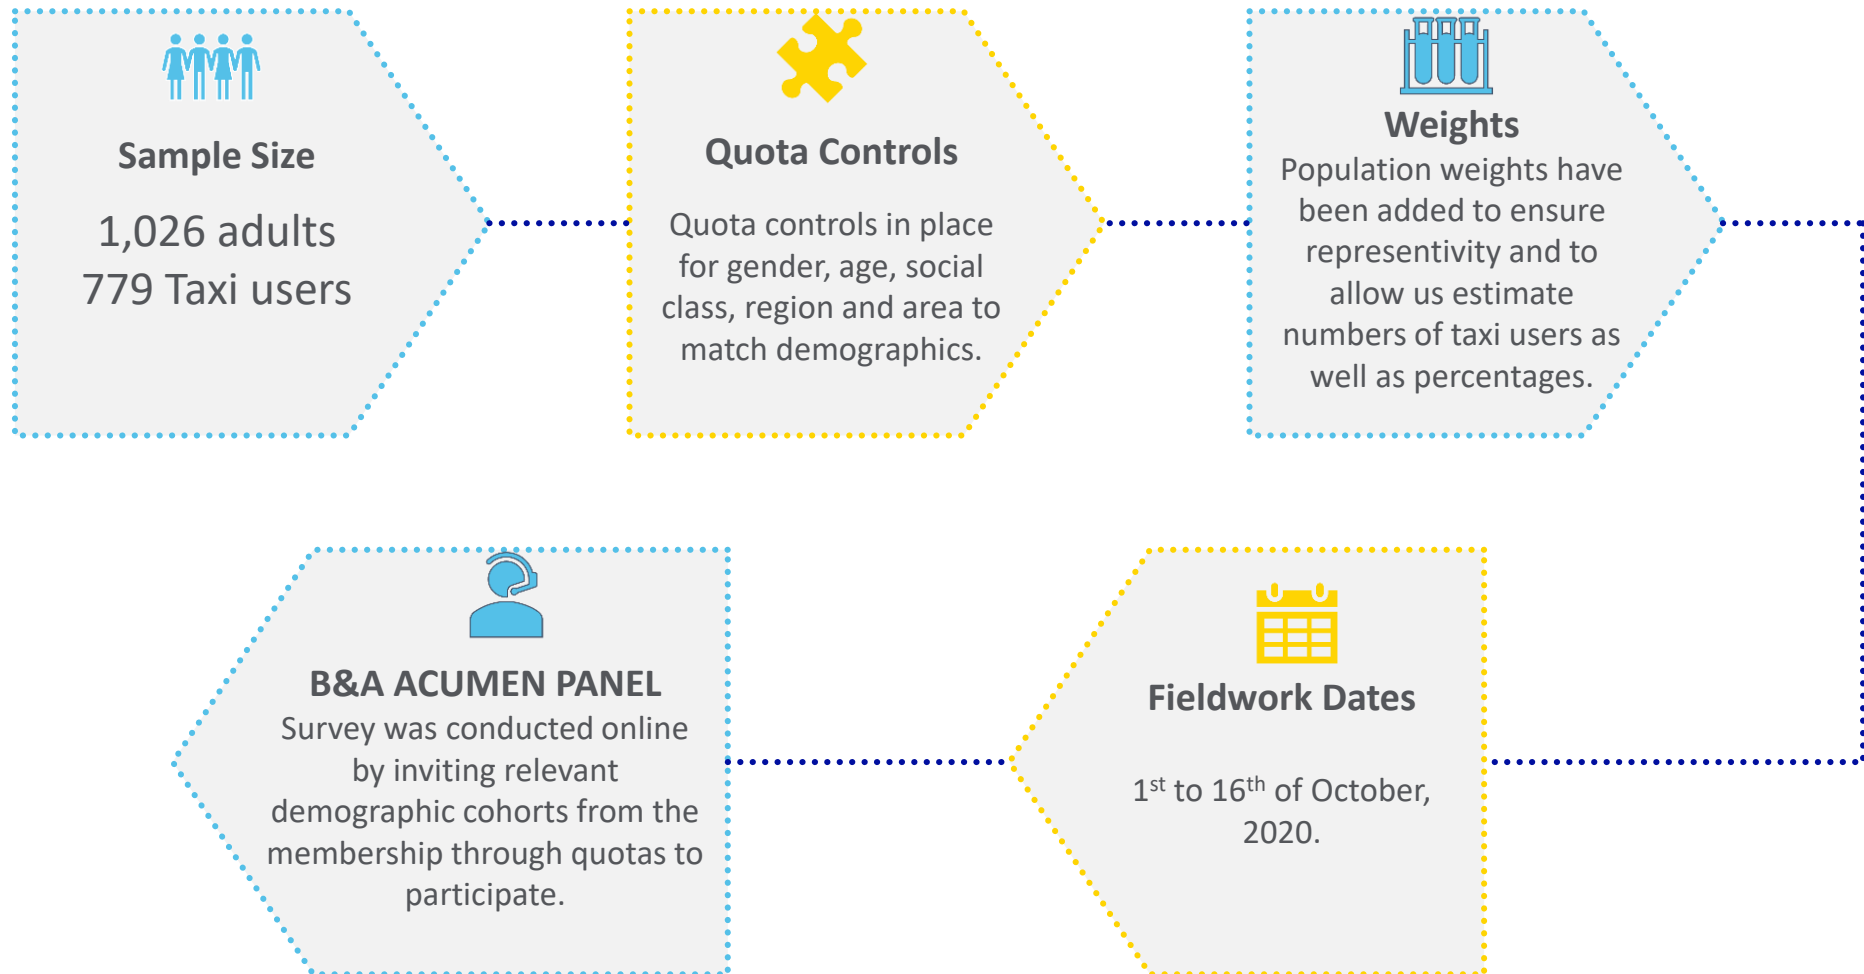 Sample Size
1,026 adults
779 Taxi users
Quota Controls
Quota controls in place
for gender, age, social
class, region and area to
match demographics.
Weights
Population weights have
been added to ensure
representivity and to
allow us estimate
numbers of taxi users as
well as percentages.
Fieldwork Dates
1st to 16th of October,
2020.
B&A ACUMEN PANEL
Survey was conducted online
by inviting relevant
demographic cohorts from the
membership through quotas to
participate.